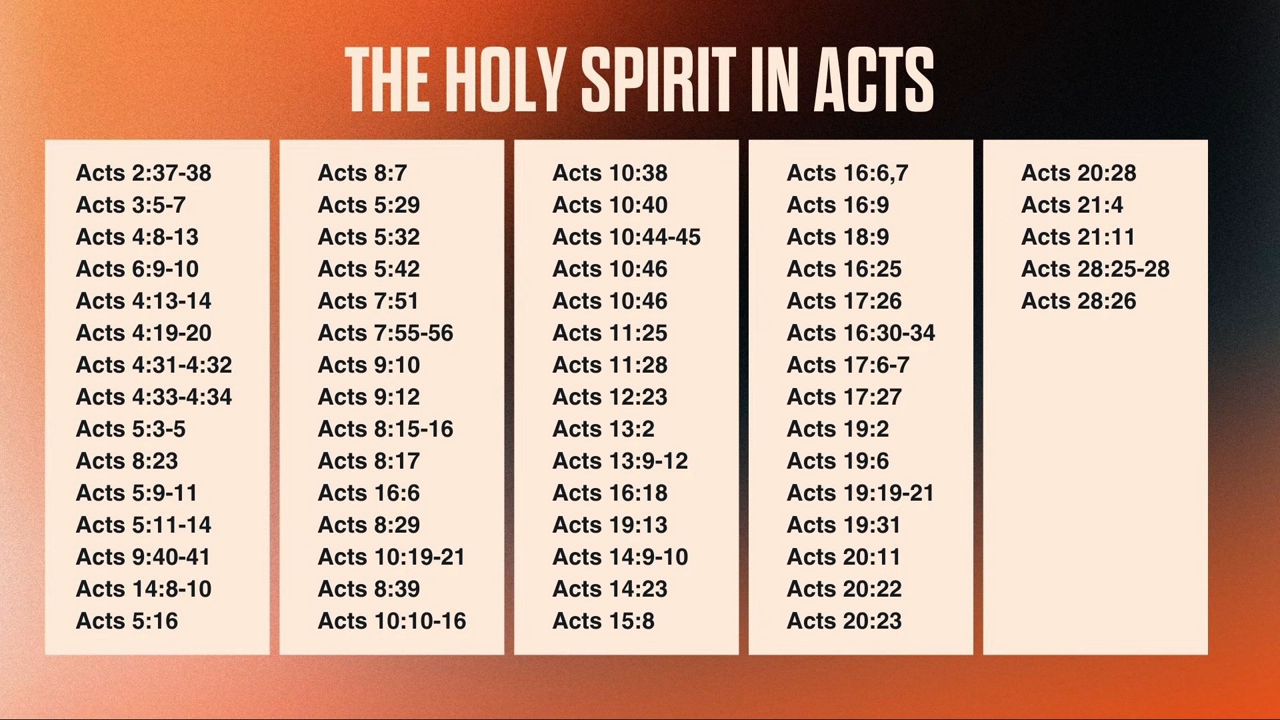 THE HOLY SPIRIT IN ACTS
Acts 2:37-38
Acts 3:5-7
Acts 4:8-13
Acts 6:9-10
Acts 4:13-14
Acts 4:19-20
Acts 4:31-4:32
Acts 4:33-4:34
Acts 5:3-5
Acts 8:23
Acts 5:9-11
Acts 5:11-14
Acts 9:40-41
Acts 14:8-10
Acts 5:16
Acts 8:7
Acts 5:29
Acts 5:32
Acts 5:42
Acts 7:51
Acts 7:55-56
Acts 9:10
Acts 9:12
Acts 8:15-16
Acts 8:17
Acts 16:6
Acts 8:29
Acts 10:19-21
Acts 8:39
Acts 10:10-16
Acts 10:38
Acts 10:40
Acts 10:44-45
Acts 10:46
Acts 10:46
Acts 11:25
Acts 11:28
Acts 12:23
Acts 13:2
Acts 13:9-12
Acts 16:18
Acts 19:13
Acts 14:9-10
Acts 14:23
Acts 15:8
Acts 16:6,7
Acts 16:9
Acts 18:9
Acts 16:25
Acts 17:26
Acts 16:30-34
Acts 17:6-7
Acts 17:27
Acts 19:2
Acts 19:6
Acts 19:19-21
Acts 19:31
Acts 20:11
Acts 20:22
Acts 20:23
Acts 20:28
Acts 21:4
Acts 21:11
Acts 28:25-28
Acts 28:26